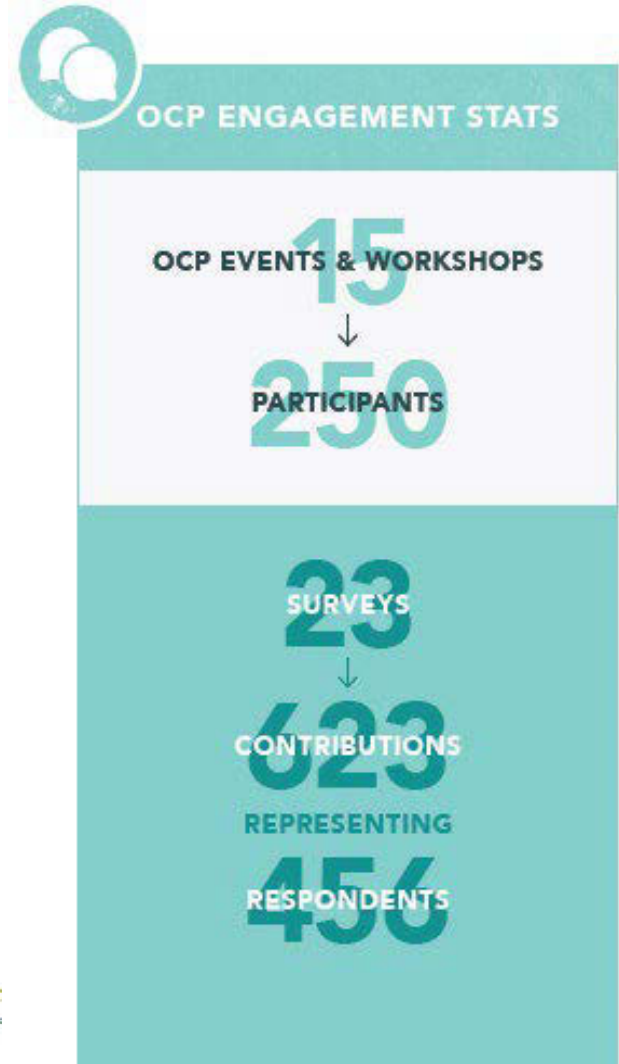 OCP ENGAGEMENT STATS
15
OCP EVENTS & WORKSHOPS
↓
250
PARTICIPANTS
23
SURVEYS
↓
623
CONTRIBUTIONS
REPRESENTING
456
RESPONDENTS